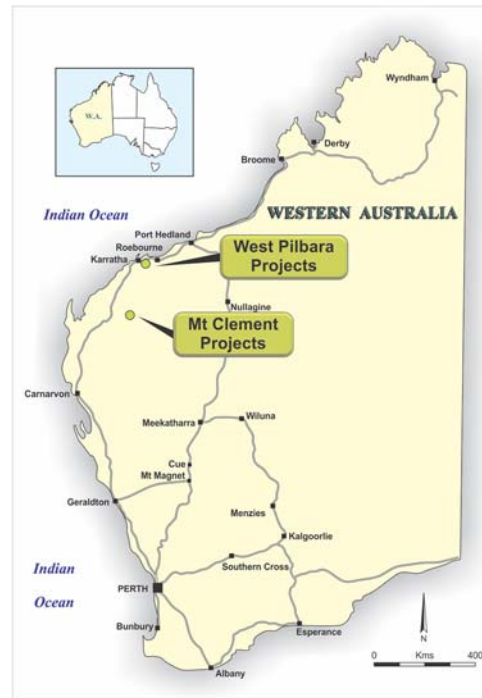 W.A.
Wyndham
Derby
Broome
Indian Ocean
WESTERN AUSTRALIA
Port Hedland
Roebourne
Karratha
West Pilbara
Projects
Nullagine
Mt Clement
Projects
Carnarvon
Meekatharra
Wiluna
Cue
Mt Magnet
Geraldton
Menzies
Kalgoorlie
Indian
Southern Cross
PERTH
Ocean
Bunbury
Esperance
Albany
N
0 Kms 400